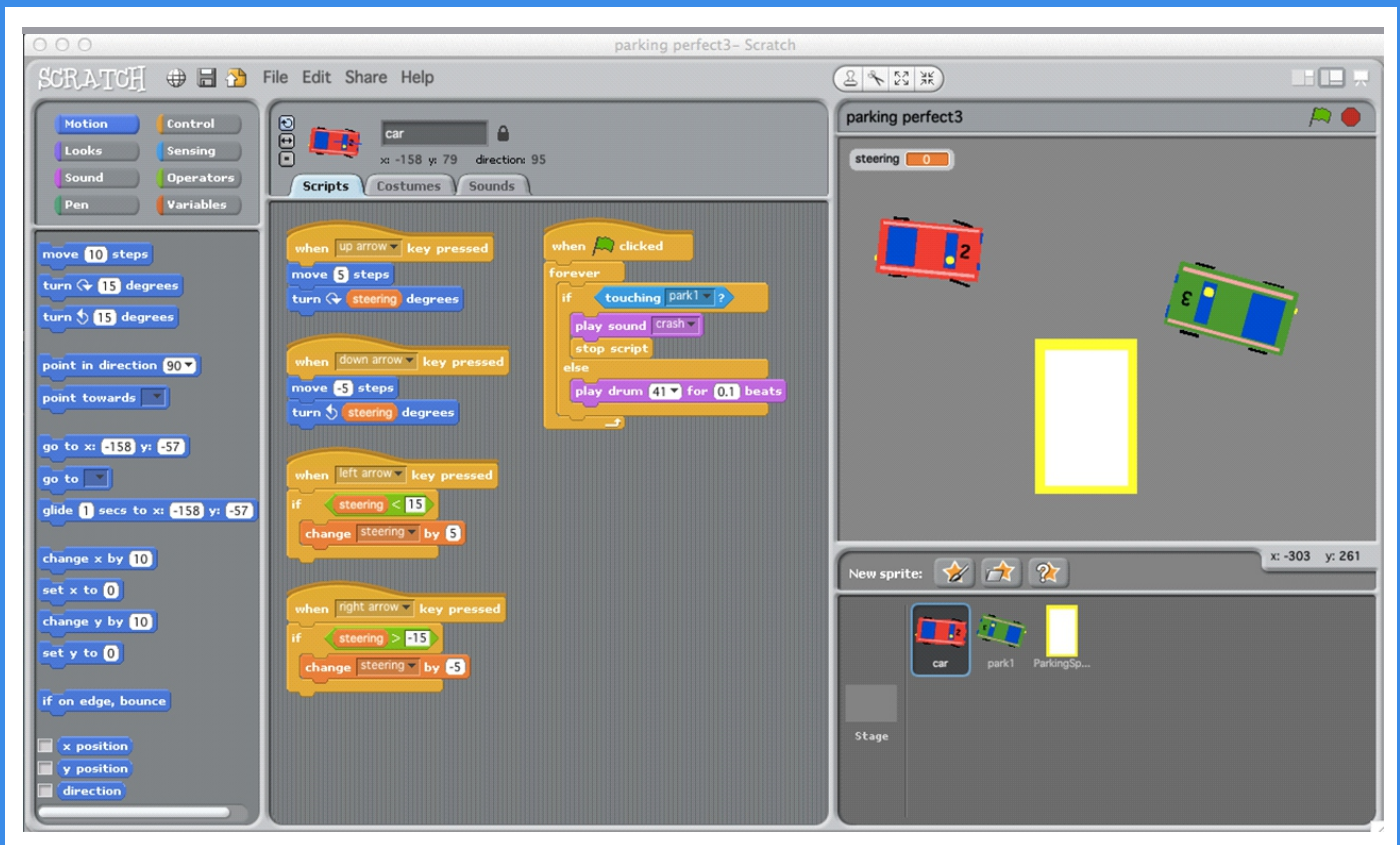 parking perfect3– Scratch
SCRATCH File Edit Share Help
Motion Control
Looks Sensing
Sound Operators
Pen Variables
move 10 steps
turn 15 degrees
turn 15 degrees
point in direction 90
point towards
go to x: -158 y: -57
go to
glide 1 secs to x: -158 y: -57
change x by 10
set x to 0
change y by 10
set y to 0
if on edge, bounce
x position
y position
direction
car
x: -158 y: 79 direction: 95
Scripts Costumes Sounds
when up arrow key pressed
move 5 steps
turn steering degrees
when down arrow key pressed
move -5 steps
turn steering degrees
when left arrow key pressed
if steering < 15
change steering by 5
when right arrow key pressed
if steering > -15
change steering by -5
when clicked
forever
if touching park1 ?
play sound crash
stop script
else
play drum 41 for 0.1 beats
parking perfect3
steering 0
2
3
x: -303 y: 261
New sprite:
car park1 ParkingSp...
Stage